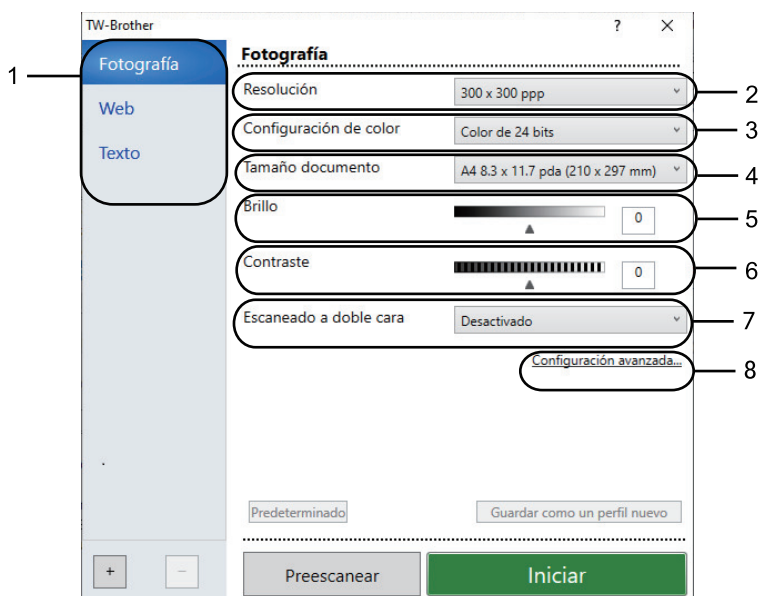 TW-Brother ? ×
1
Fotografía
Web
Texto
Fotografía
Resolución 300 x 300 ppp 2
Configuración de color Color de 24 bits 3
Tamaño documento A4 8.3 x 11.7 pda (210 x 297 mm) 4
Brillo 0 5
Contraste 0 6
Escaneado a doble cara Desactivado 7
Configuración avanzada... 8
Predeterminado Guardar como un perfil nuevo
+ − Preescanear Iniciar